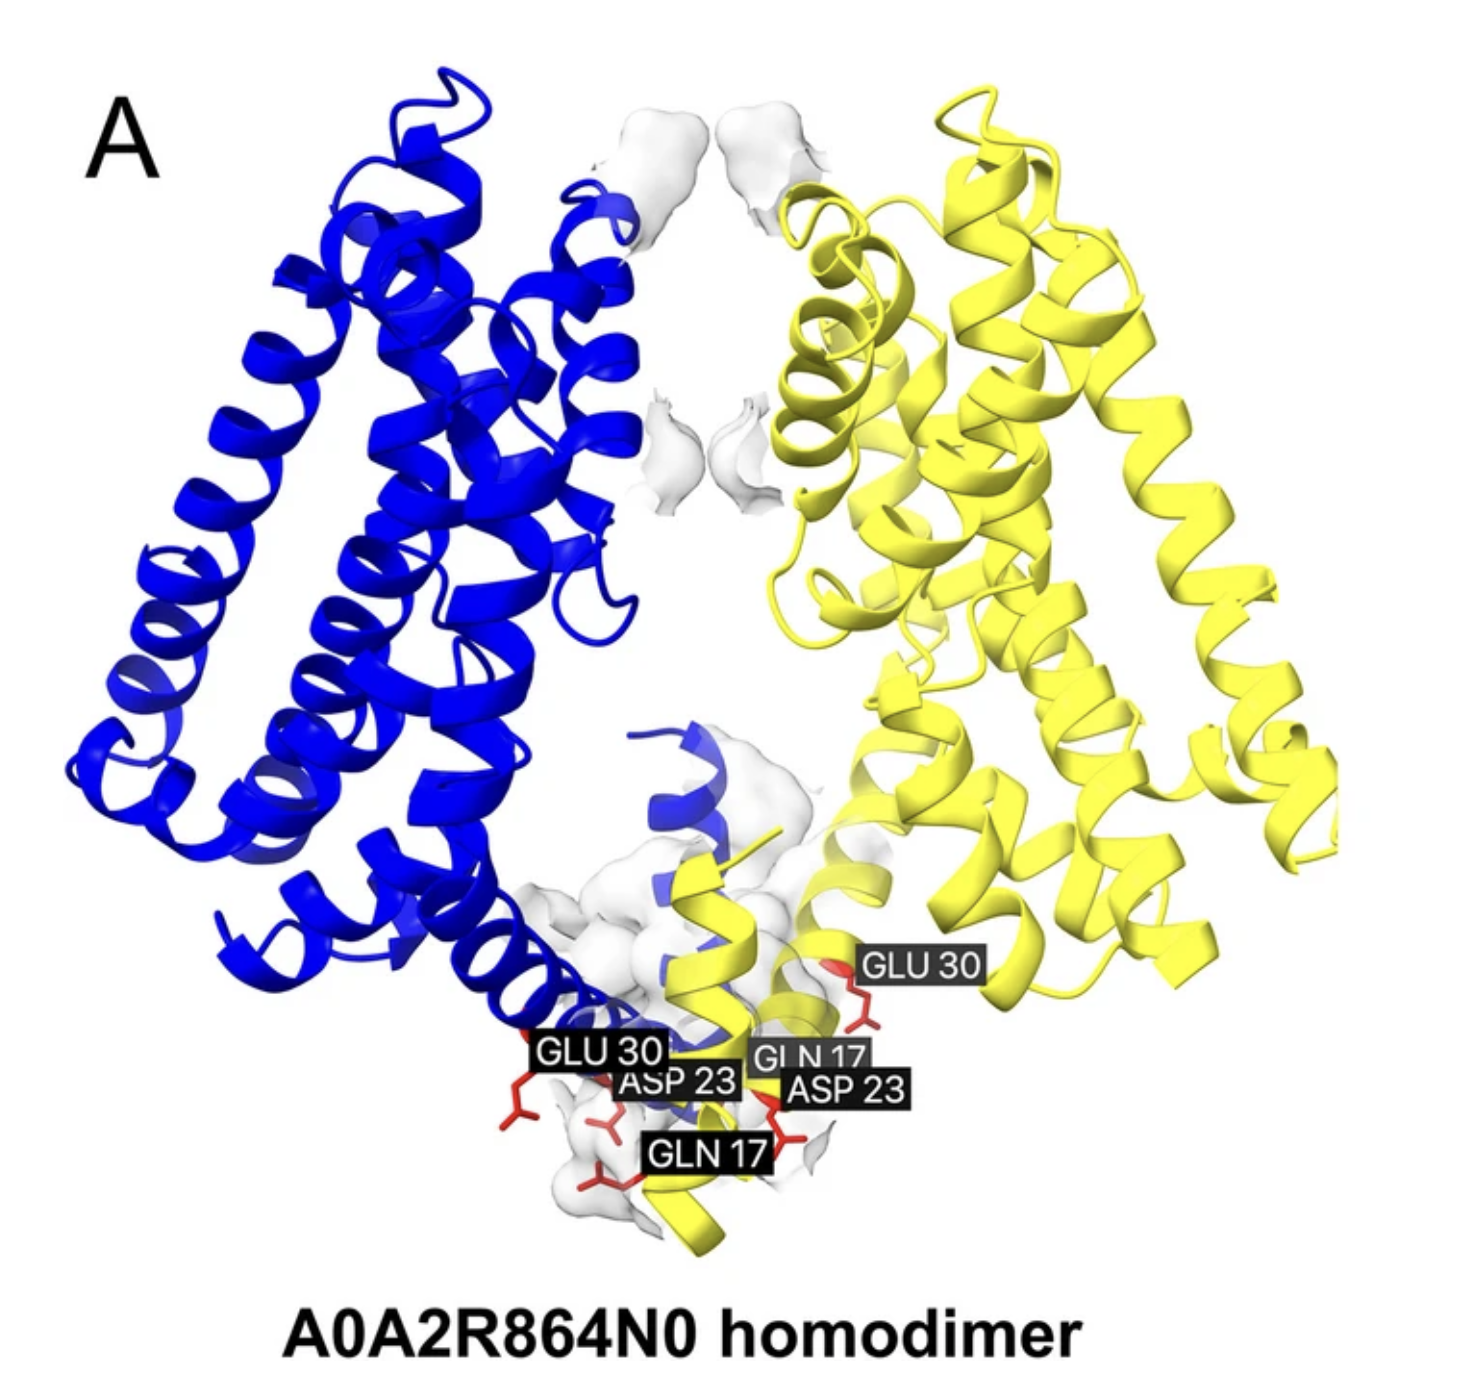 A
GLU 30
GLU 30
GLN 17
ASP 23
ASP 23
GLN 17
A0A2R864N0 homodimer